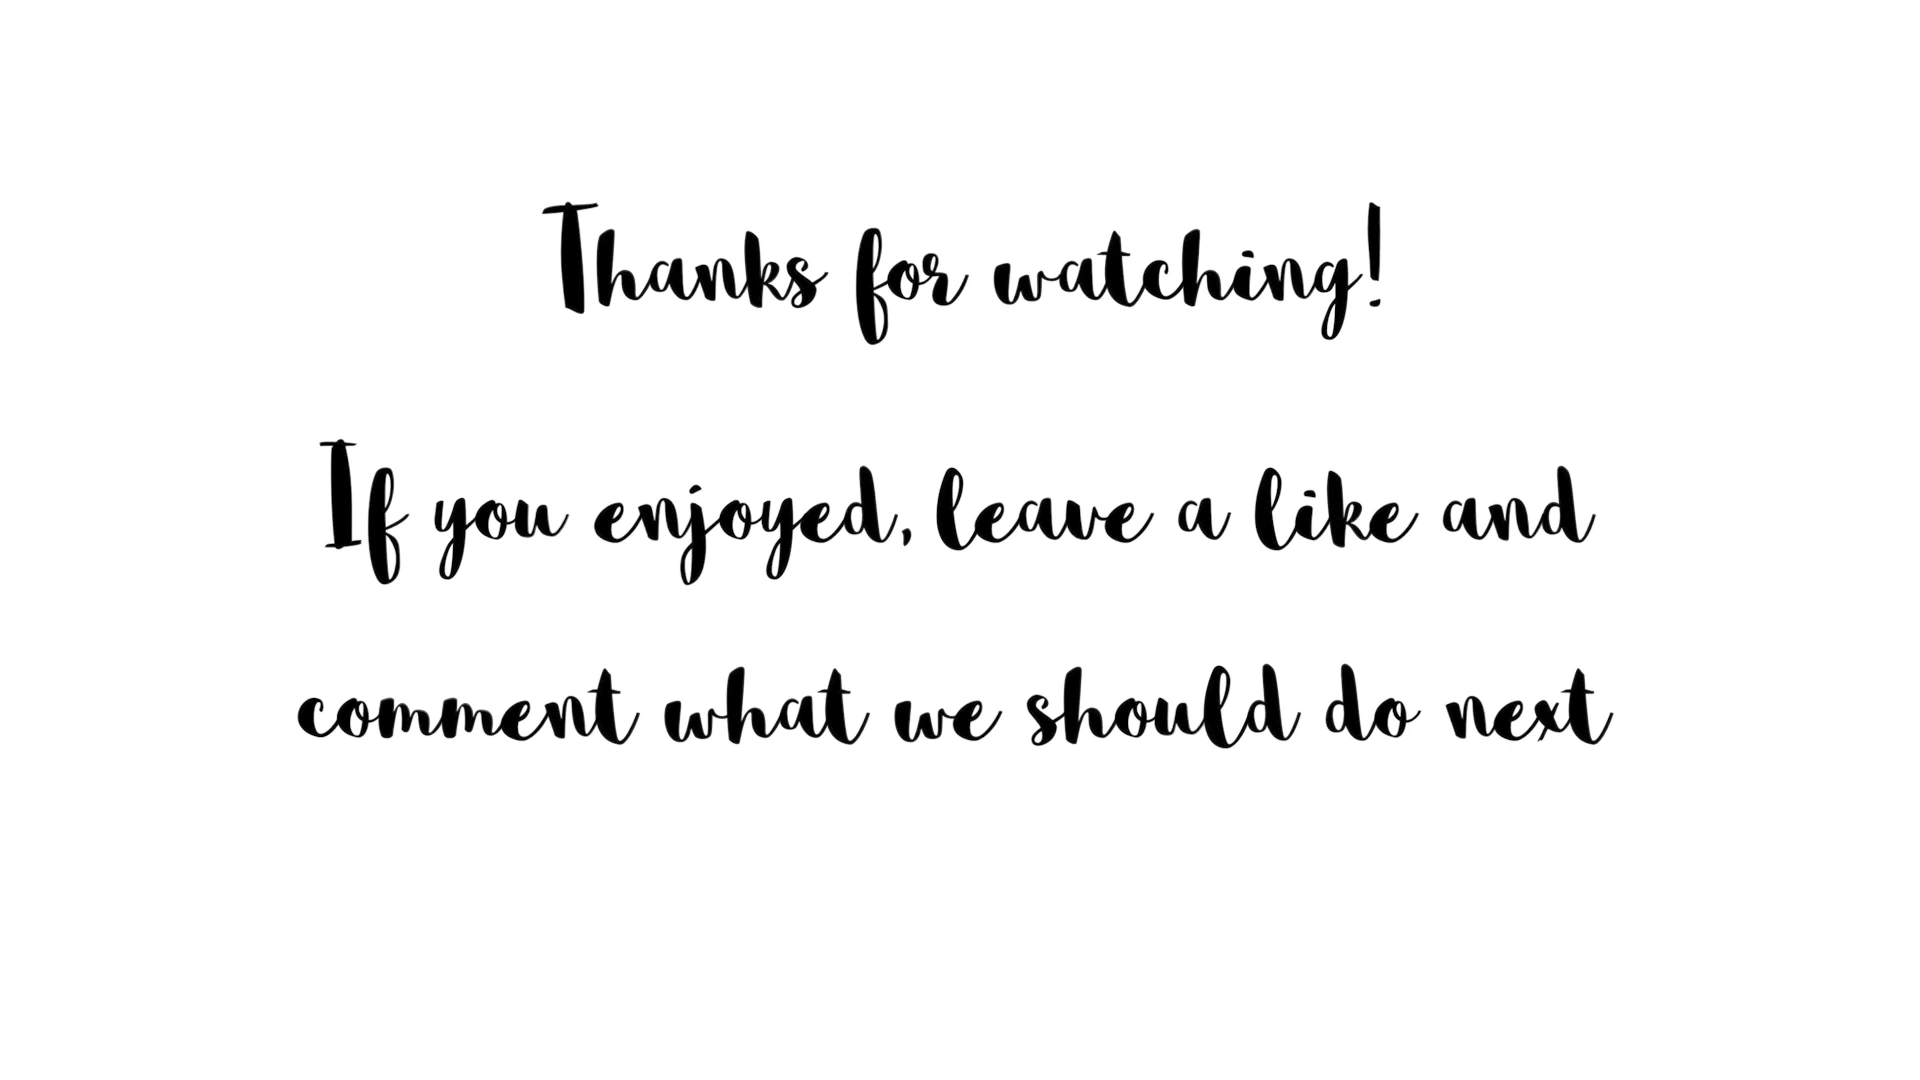 Thanks for watching!
If you enjoyed, leave a like and
comment what we should do next